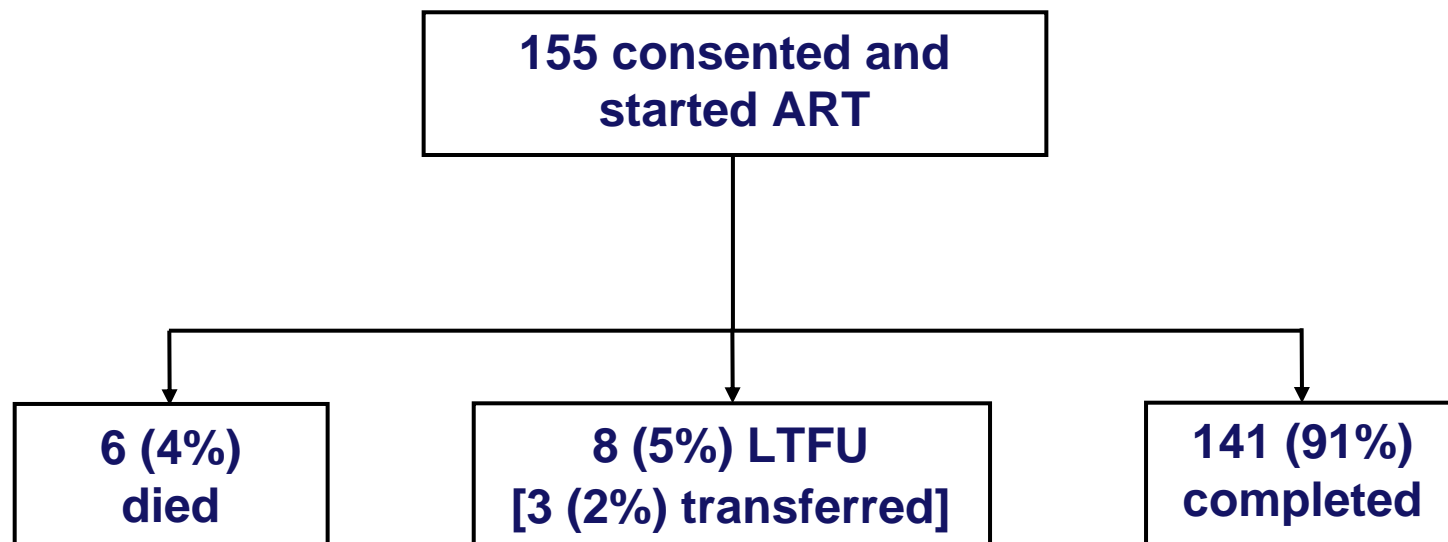 155 consented and
started ART
6 (4%)
died
8 (5%) LTFU
[3 (2%) transferred]
141 (91%)
completed